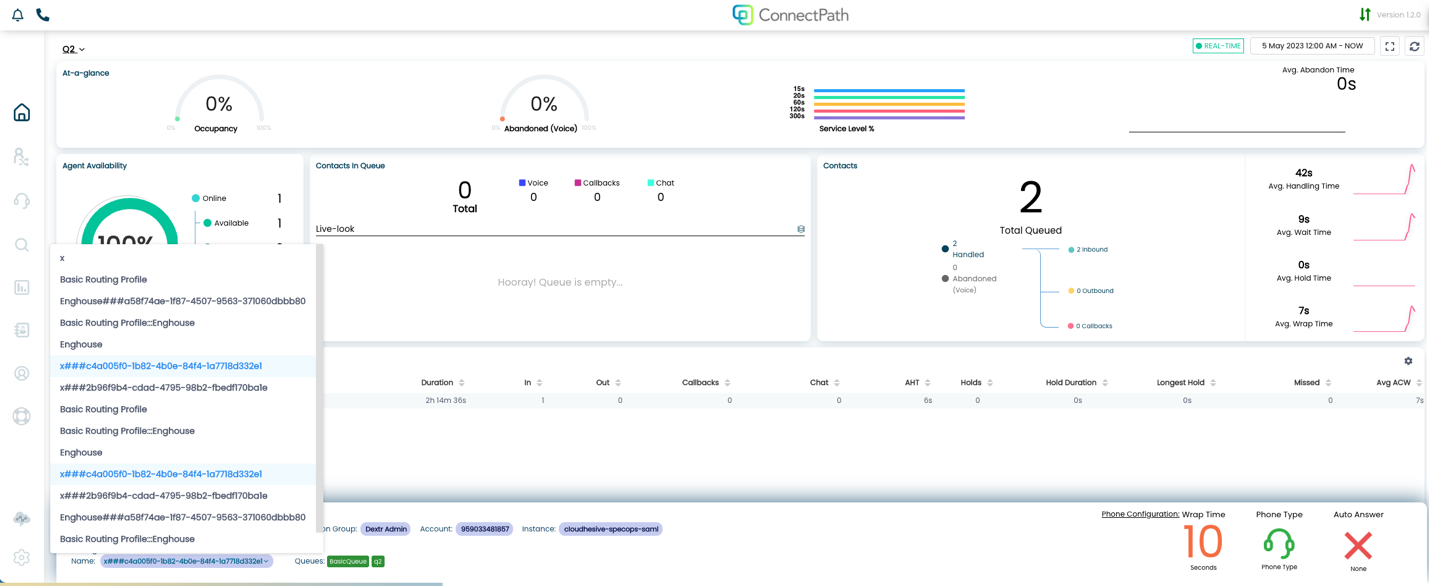 ConnectPath
Version 1.2.0
Q2
REAL-TIME
5 May 2023 12:00 AM - NOW
At-a-glance
0%
0%
100%
Occupancy
0%
0%
100%
Abandoned (Voice)
15s
20s
60s
120s
300s
Service Level %
Avg. Abandon Time
0s
Agent Availability
100%
Online
1
Available
1
Contacts In Queue
0
Total
Voice
0
Callbacks
0
Chat
0
Live-look
Hooray! Queue is empty...
Contacts
2
Total Queued
2
Handled
0
Abandoned
(Voice)
2 Inbound
0 Outbound
0 Callbacks
42s
Avg. Handling Time
9s
Avg. Wait Time
0s
Avg. Hold Time
7s
Avg. Wrap Time
x
Basic Routing Profile
Enghouse###a58f74ae-1f87-4507-9563-371060dbbb80
Basic Routing Profile:::Enghouse
Enghouse
x###c4a005f0-1b82-4b0e-84f4-1a7718d332e1
x###2b96f9b4-cdad-4795-98b2-fbedf170ba1e
Basic Routing Profile
Basic Routing Profile:::Enghouse
Enghouse
x###c4a005f0-1b82-4b0e-84f4-1a7718d332e1
x###2b96f9b4-cdad-4795-98b2-fbedf170ba1e
Enghouse###a58f74ae-1f87-4507-9563-371060dbbb80
Basic Routing Profile:::Enghouse
Duration In Out Callbacks Chat AHT Holds Hold Duration Longest Hold Missed Avg ACW
2h 14m 36s 1 0 0 0 6s 0 0s 0s 0 7s
on Group: Dextr Admin Account: 959033481857 Instance: cloudhesive-specops-saml
Name: x###c4a005f0-1b82-4b0e-84f4-1a7718d332e1 Queues: BasicQueue q2
Phone Configuration: Wrap Time
10
Seconds
Phone Type
Phone Type
Auto Answer
None